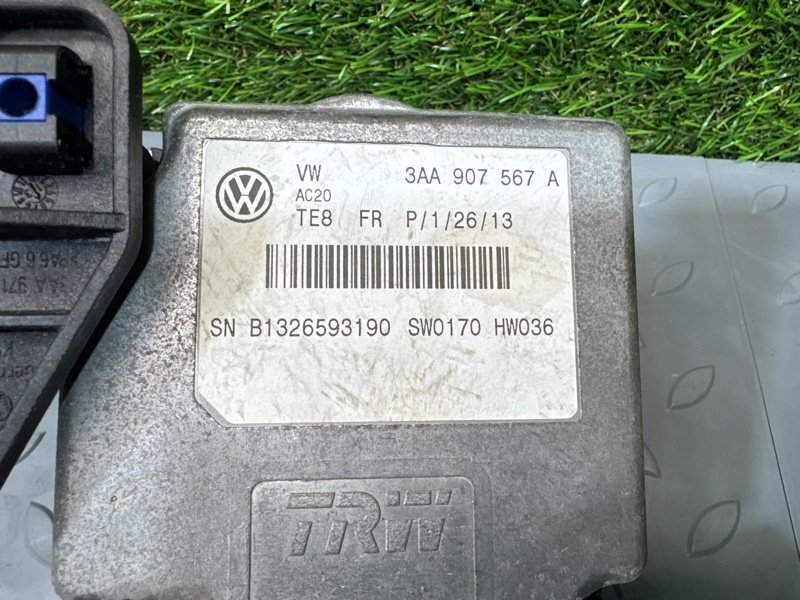 VW 3AA 907 567 A
AC20
TE8 FR P/1/26/13
SN B1326593190 SW0170 HW036
TRW